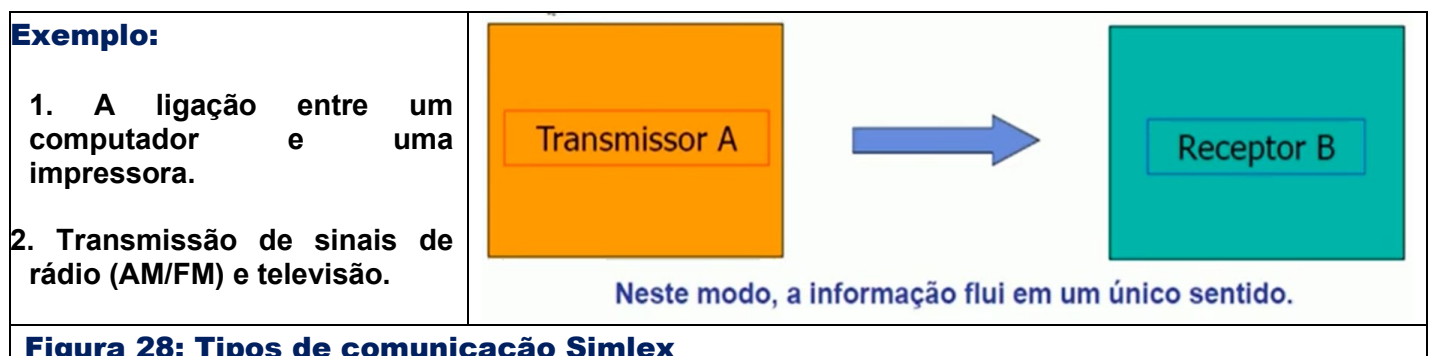 Exemplo:
1. A ligação entre um
computador e uma
impressora.
2. Transmissão de sinais de
rádio (AM/FM) e televisão.
Transmissor A
Receptor B
Neste modo, a informação flui em um único sentido.
Figura 28: Tipos de comunicação Simlex